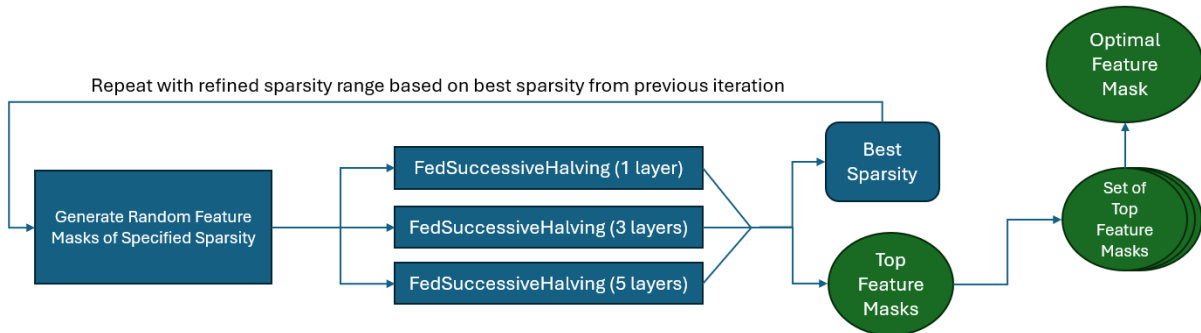 Optimal
Feature
Mask
Repeat with refined sparsity range based on best sparsity from previous iteration
Generate Random Feature
Masks of Specified Sparsity
FedSuccessiveHalving (1 layer)
FedSuccessiveHalving (3 layers)
FedSuccessiveHalving (5 layers)
Best
Sparsity
Top
Feature
Masks
Set of
Top
Feature
Masks